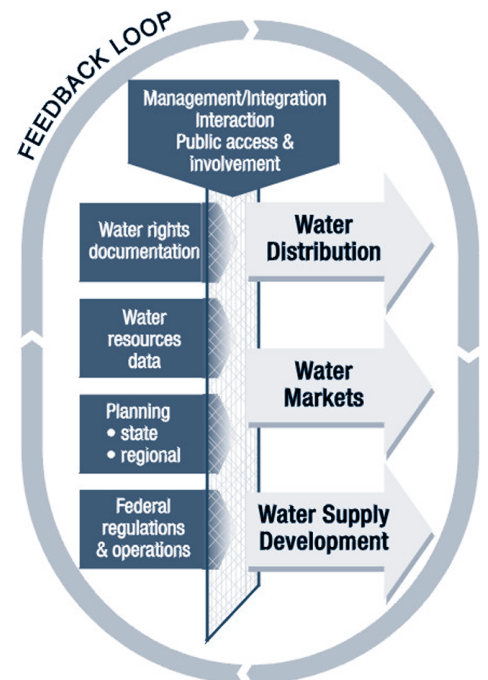 FEEDBACK LOOP
Management/Integration
Interaction
Public access &
involvement
Water rights
documentation
Water
Distribution
Water
resources
data
Water
Markets
Planning
• state
• regional
Federal
regulations
& operations
Water Supply
Development